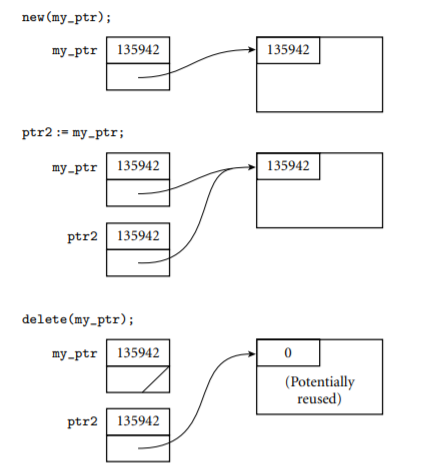 new(my_ptr);
my_ptr 135942 135942
ptr2 := my_ptr;
my_ptr 135942 135942
ptr2 135942
delete(my_ptr);
my_ptr 135942 0
(Potentially
reused)
ptr2 135942